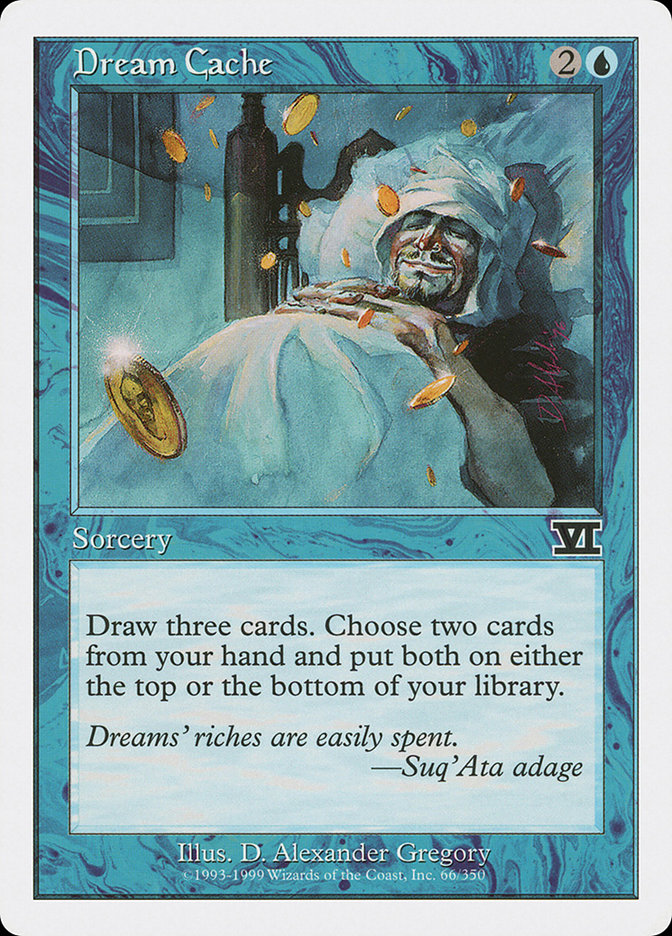 Dream Cache
2
Sorcery
VI
Draw three cards. Choose two cards
from your hand and put both on either
the top or the bottom of your library.
Dreams' riches are easily spent.
—Suq'Ata adage
Illus. D. Alexander Gregory
©1993-1999 Wizards of the Coast, Inc. 66/350